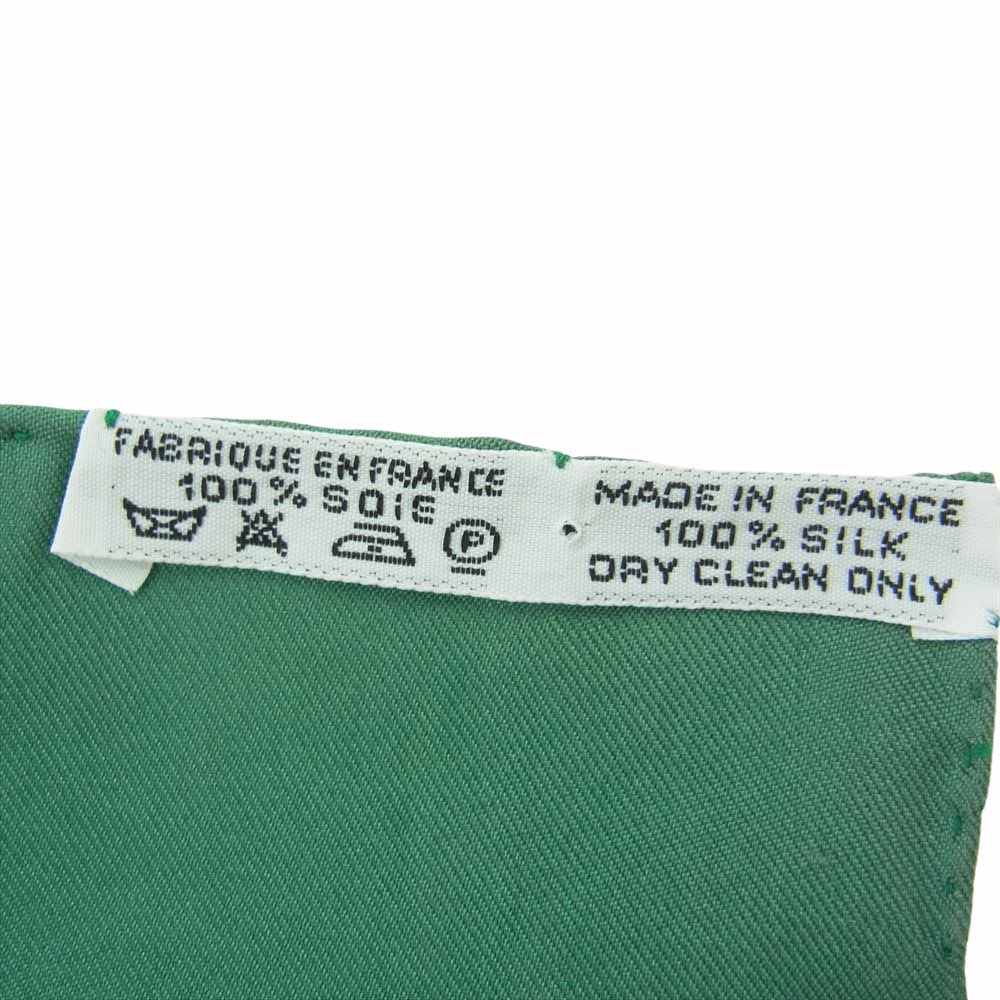 FABRIQUE EN FRANCE
100% SOIE
P
MADE IN FRANCE
100% SILK
DRY CLEAN ONLY